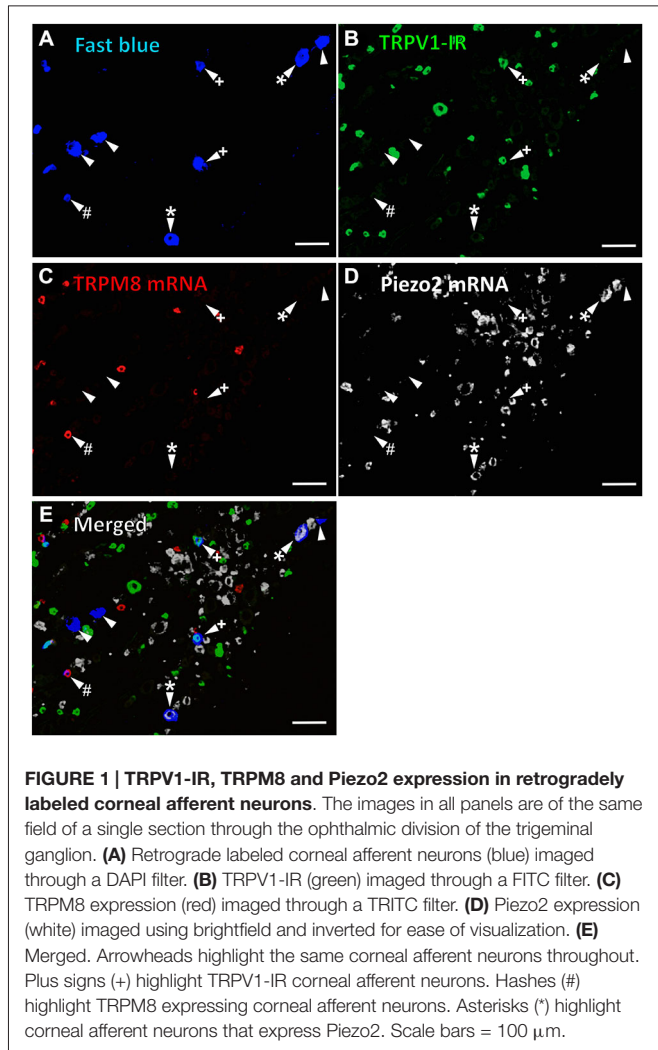 A Fast blue + * B TRPV1-IR + *
+ +
# * # *
C TRPM8 mRNA + * D Piezo2 mRNA + *
+ +
# * # *
E Merged + *
+
# *
FIGURE 1 | TRPV1-IR, TRPM8 and Piezo2 expression in retrogradely
labeled corneal afferent neurons. The images in all panels are of the same
field of a single section through the ophthalmic division of the trigeminal
ganglion. (A) Retrograde labeled corneal afferent neurons (blue) imaged
through a DAPI filter. (B) TRPV1-IR (green) imaged through a FITC filter. (C)
TRPM8 expression (red) imaged through a TRITC filter. (D) Piezo2 expression
(white) imaged using brightfield and inverted for ease of visualization. (E)
Merged. Arrowheads highlight the same corneal afferent neurons throughout.
Plus signs (+) highlight TRPV1-IR corneal afferent neurons. Hashes (#)
highlight TRPM8 expressing corneal afferent neurons. Asterisks (*) highlight
corneal afferent neurons that express Piezo2. Scale bars = 100 μm.